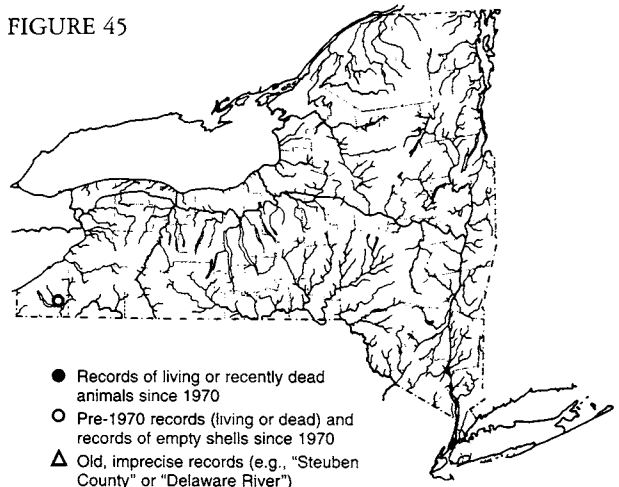 FIGURE 45
Records of living or recently dead
animals since 1970
Pre-1970 records (living or dead) and
records of empty shells since 1970
Old, imprecise records (e.g., “Steuben
County” or “Delaware River”)